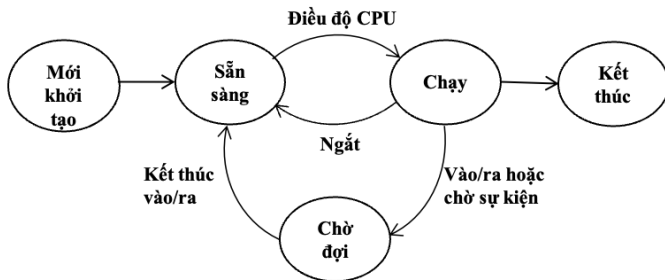 Điều độ CPU
Mới
khởi
tạo
Sẵn
sàng
Chạy
Kết
thúc
Ngắt
Kết thúc
vào/ra
Vào/ra hoặc
chờ sự kiện
Chờ
đợi